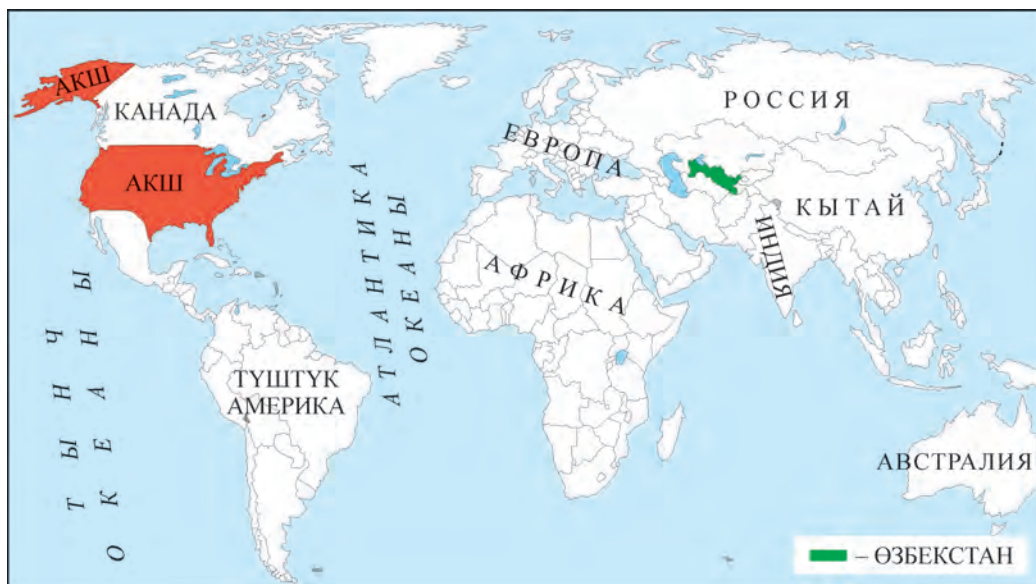 АКШ
КАНАДА
АКШ
ТЫНЧ
ОКЕАНЫ
АТЛАНТИКА
ОКЕАНЫ
ТҮШТҮК
АМЕРИКА
ЕВРОПА
АФРИКА
РОССИЯ
КЫТАЙ
ИНДИЯ
АВСТРАЛИЯ
– ӨЗБЕКСТАН